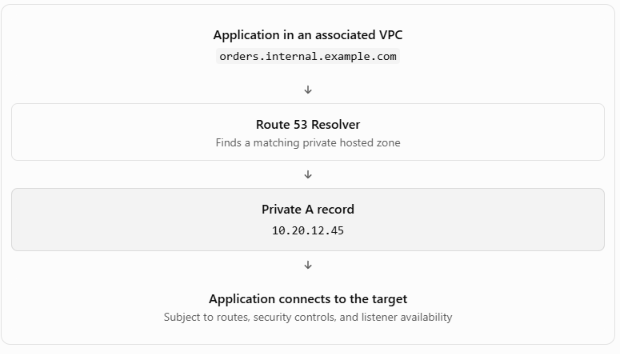 Application in an associated VPC
orders.internal.example.com
↓
Route 53 Resolver
Finds a matching private hosted zone
↓
Private A record
10.20.12.45
↓
Application connects to the target
Subject to routes, security controls, and listener availability